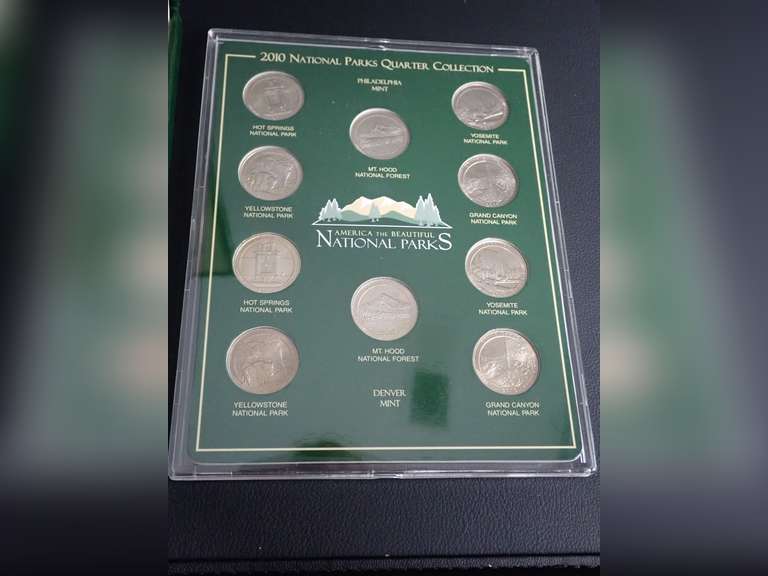 2010 NATIONAL PARKS QUARTER COLLECTION
PHILADELPHIA
MINT
HOT SPRINGS
NATIONAL PARK
MT. HOOD
NATIONAL FOREST
YOSEMITE
NATIONAL PARK
YELLOWSTONE
NATIONAL PARK
GRAND CANYON
NATIONAL PARK
AMERICA THE BEAUTIFUL
NATIONAL PARKS
HOT SPRINGS
NATIONAL PARK
YOSEMITE
NATIONAL PARK
MT. HOOD
NATIONAL FOREST
YELLOWSTONE
NATIONAL PARK
DENVER
MINT
GRAND CANYON
NATIONAL PARK